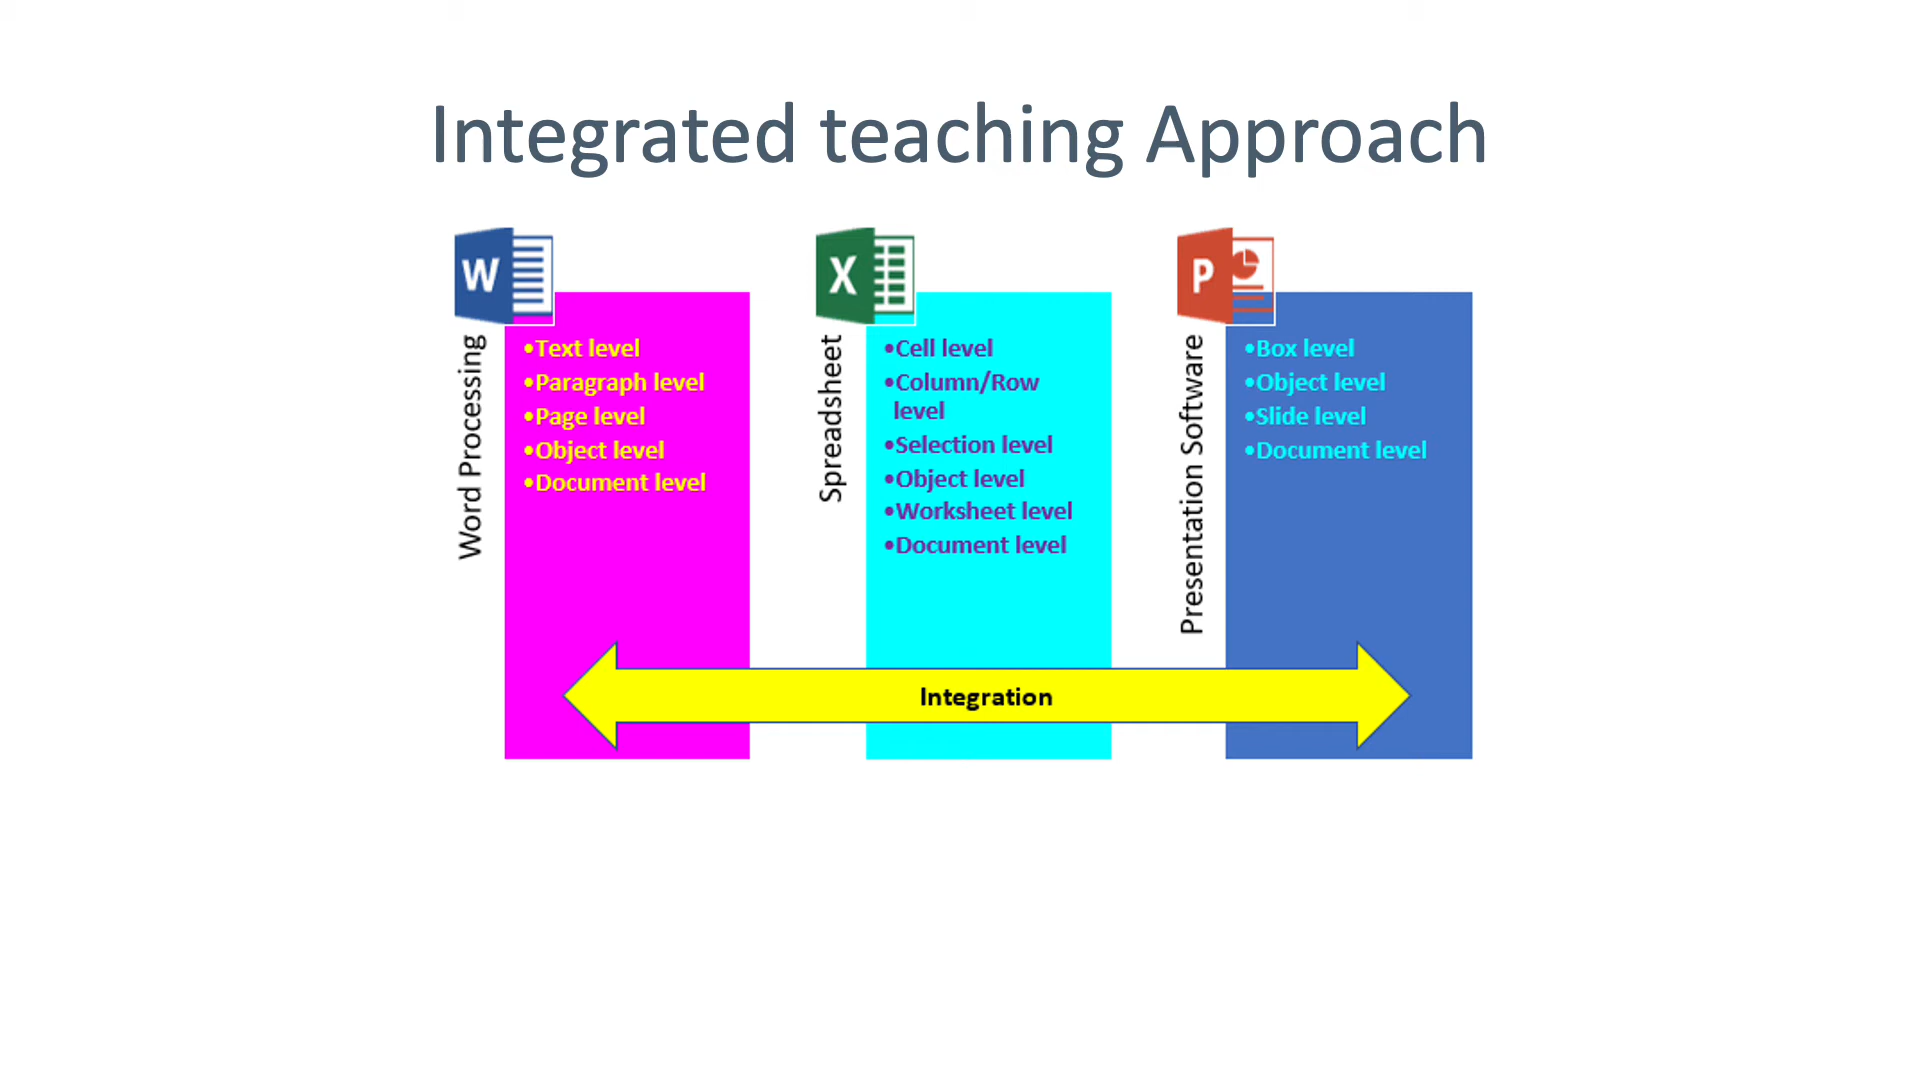 Integrated teaching Approach
W
Word Processing
•Text level
•Paragraph level
•Page level
•Object level
•Document level
X
Spreadsheet
•Cell level
•Column/Row
level
•Selection level
•Object level
•Worksheet level
•Document level
P
Presentation Software
•Box level
•Object level
•Slide level
•Document level
Integration